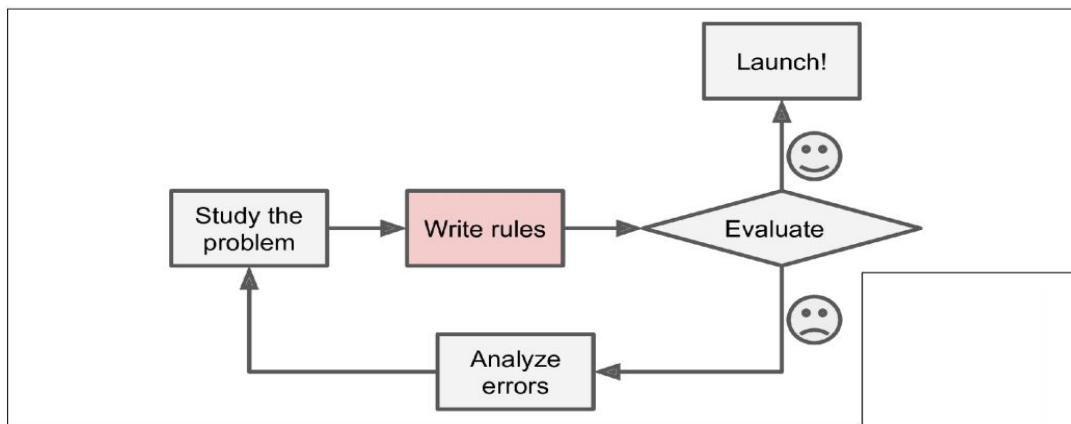 Launch!
Study the
problem
Write rules
Evaluate
Analyze
errors